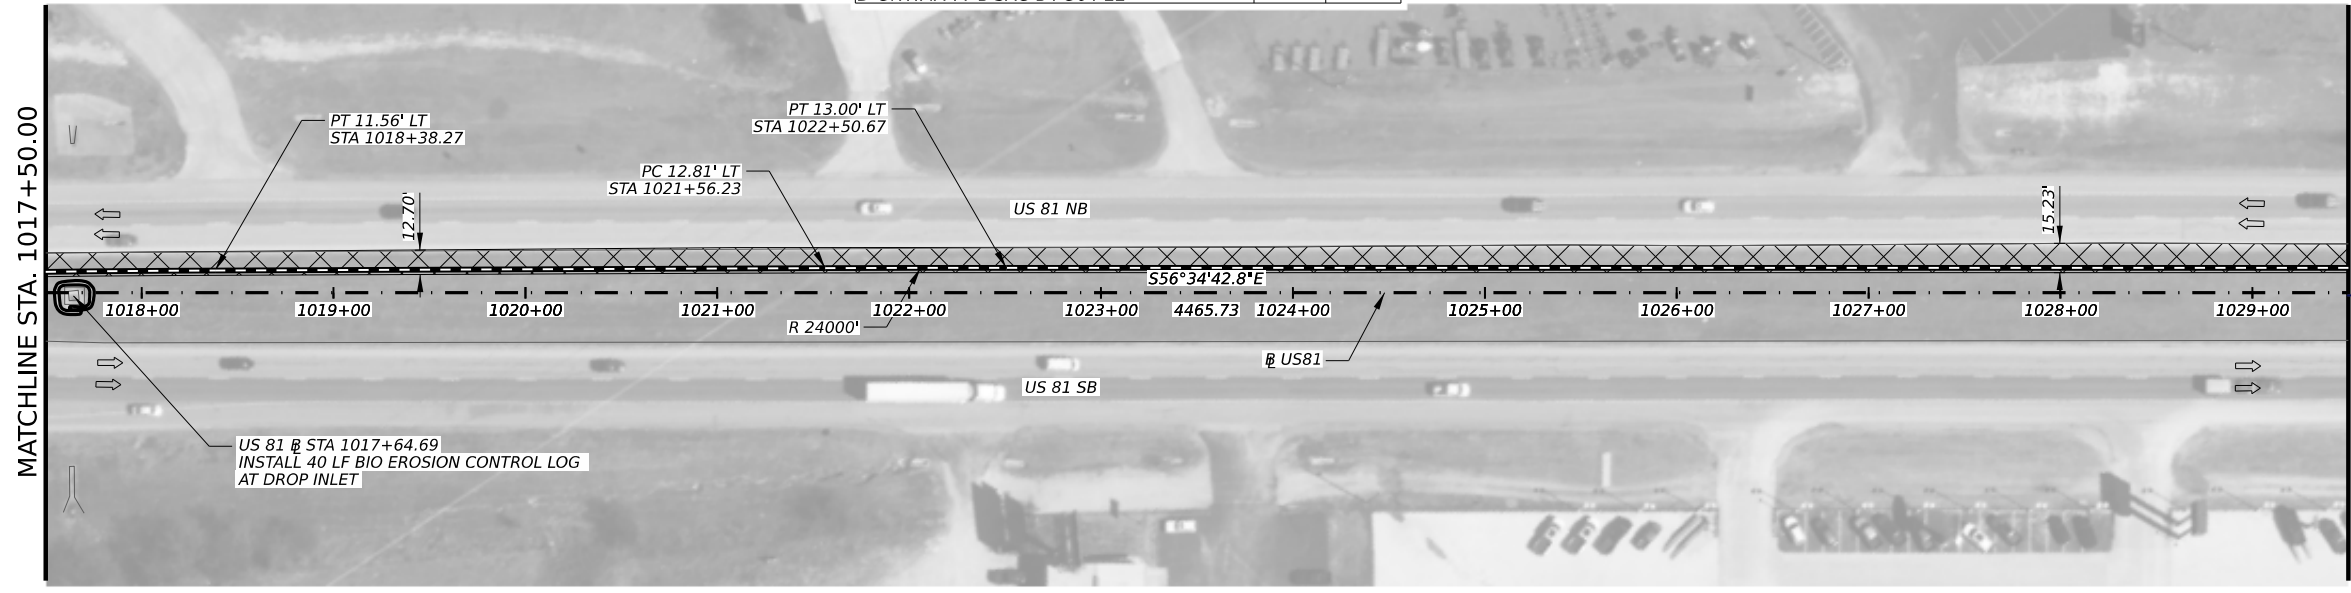 MATCHLINE STA. 1017+50.00
PT 11.56' LT
STA 1018+38.27
12.70'
PC 12.81' LT
STA 1021+56.23
PT 13.00' LT
STA 1022+50.67
US 81 NB
15.23'
S56°34'42.8"E
1018+00 1019+00 1020+00 1021+00 1022+00 1023+00 4465.73 1024+00 1025+00 1026+00 1027+00 1028+00 1029+00
R 24000'
BL US81
US 81 SB
US 81 BL STA 1017+64.69
INSTALL 40 LF BIO EROSION CONTROL LOG
AT DROP INLET